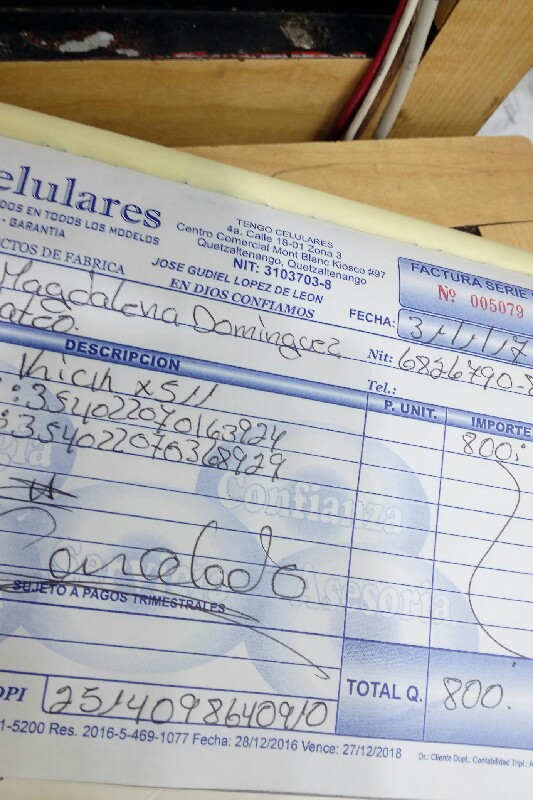 elulares
DOS EN TODOS LOS MODELOS
- GARANTIA
CTOS DE FABRICA
TENGO CELULARES
4a. Calle 18-01 Zona 3
Centro Comercial Mont Blanc Kiosco #97
Quetzaltenango, Quetzaltenango
NIT: 3103703-8
JOSE GUDIEL LOPEZ DE LEON
EN DIOS CONFIAMOS
FACTURA SERIE
Nº 005079
FECHA: 3/1/17
Magdalena Dominguez
ateo.
Nit: 6826790-8
Tel.:
DESCRIPCION P. UNIT. IMPORTE
x511 800.
:354022070163924
:354022070368929
Confianza
Cancelado
Asesoria
SUJETO A PAGOS TRIMESTRALES
DPI 2514098640910
TOTAL Q. 800.
1-5200 Res. 2016-5-469-1077 Fecha: 28/12/2016 Vence: 27/12/2018
Or.: Cliente Dupl.: Contabilidad Tripl.: A